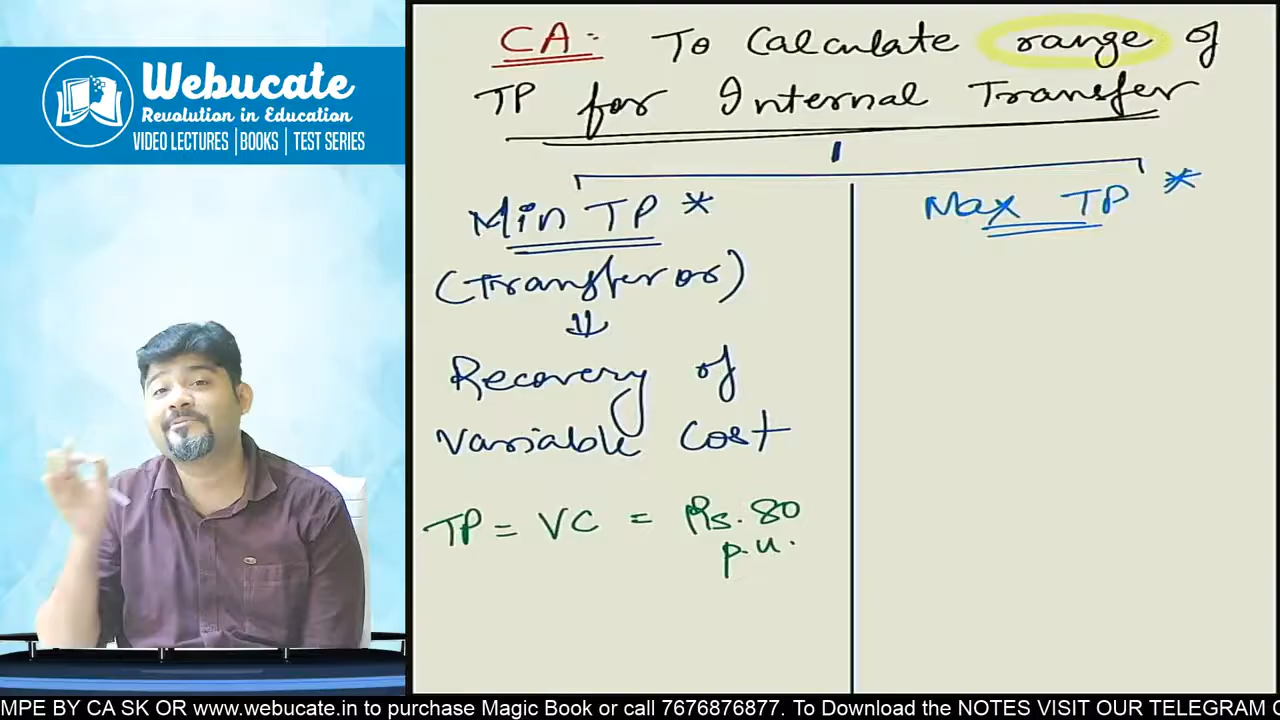 Webucate
Revolution in Education
VIDEO LECTURES | BOOKS | TEST SERIES
CA:- To Calculate range of
TP for Internal Transfer
Min TP *
(Transferor)
Recovery of
Variable Cost
TP = VC = Rs. 80
p.u.
Max TP *
MPE BY CA SK OR www.webucate.in to purchase Magic Book or call 7676876877. To Download the NOTES VISIT OUR TELEGRAM C